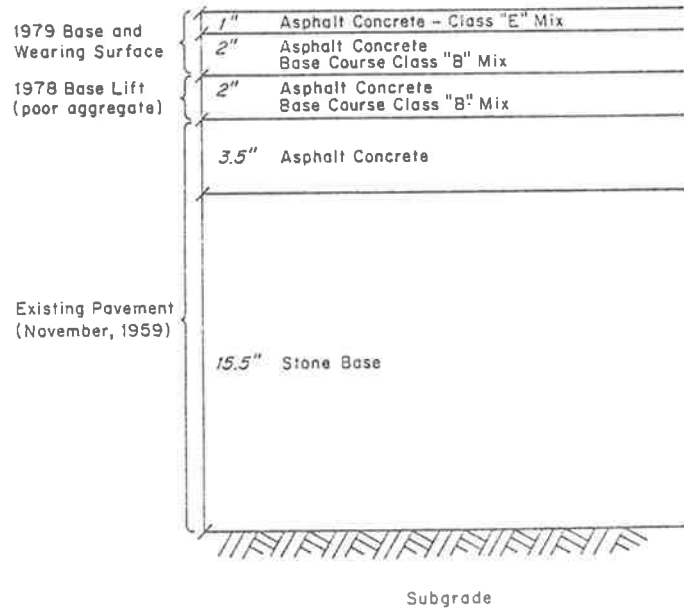 1979 Base and
Wearing Surface
1" Asphalt Concrete - Class "E" Mix
2" Asphalt Concrete
Base Course Class "B" Mix
1978 Base Lift
(poor aggregate)
2" Asphalt Concrete
Base Course Class "B" Mix
3.5" Asphalt Concrete
Existing Pavement
(November, 1959)
15.5" Stone Base
Subgrade